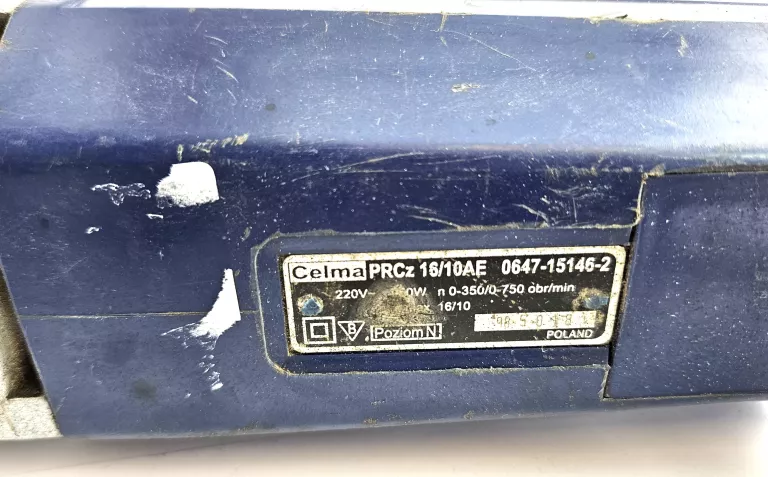 Celma PRCz 16/10AE 0647-15146-2
220V~ 0W n 0-350/0-750 obr/min
16/10
B Poziom N
POLAND